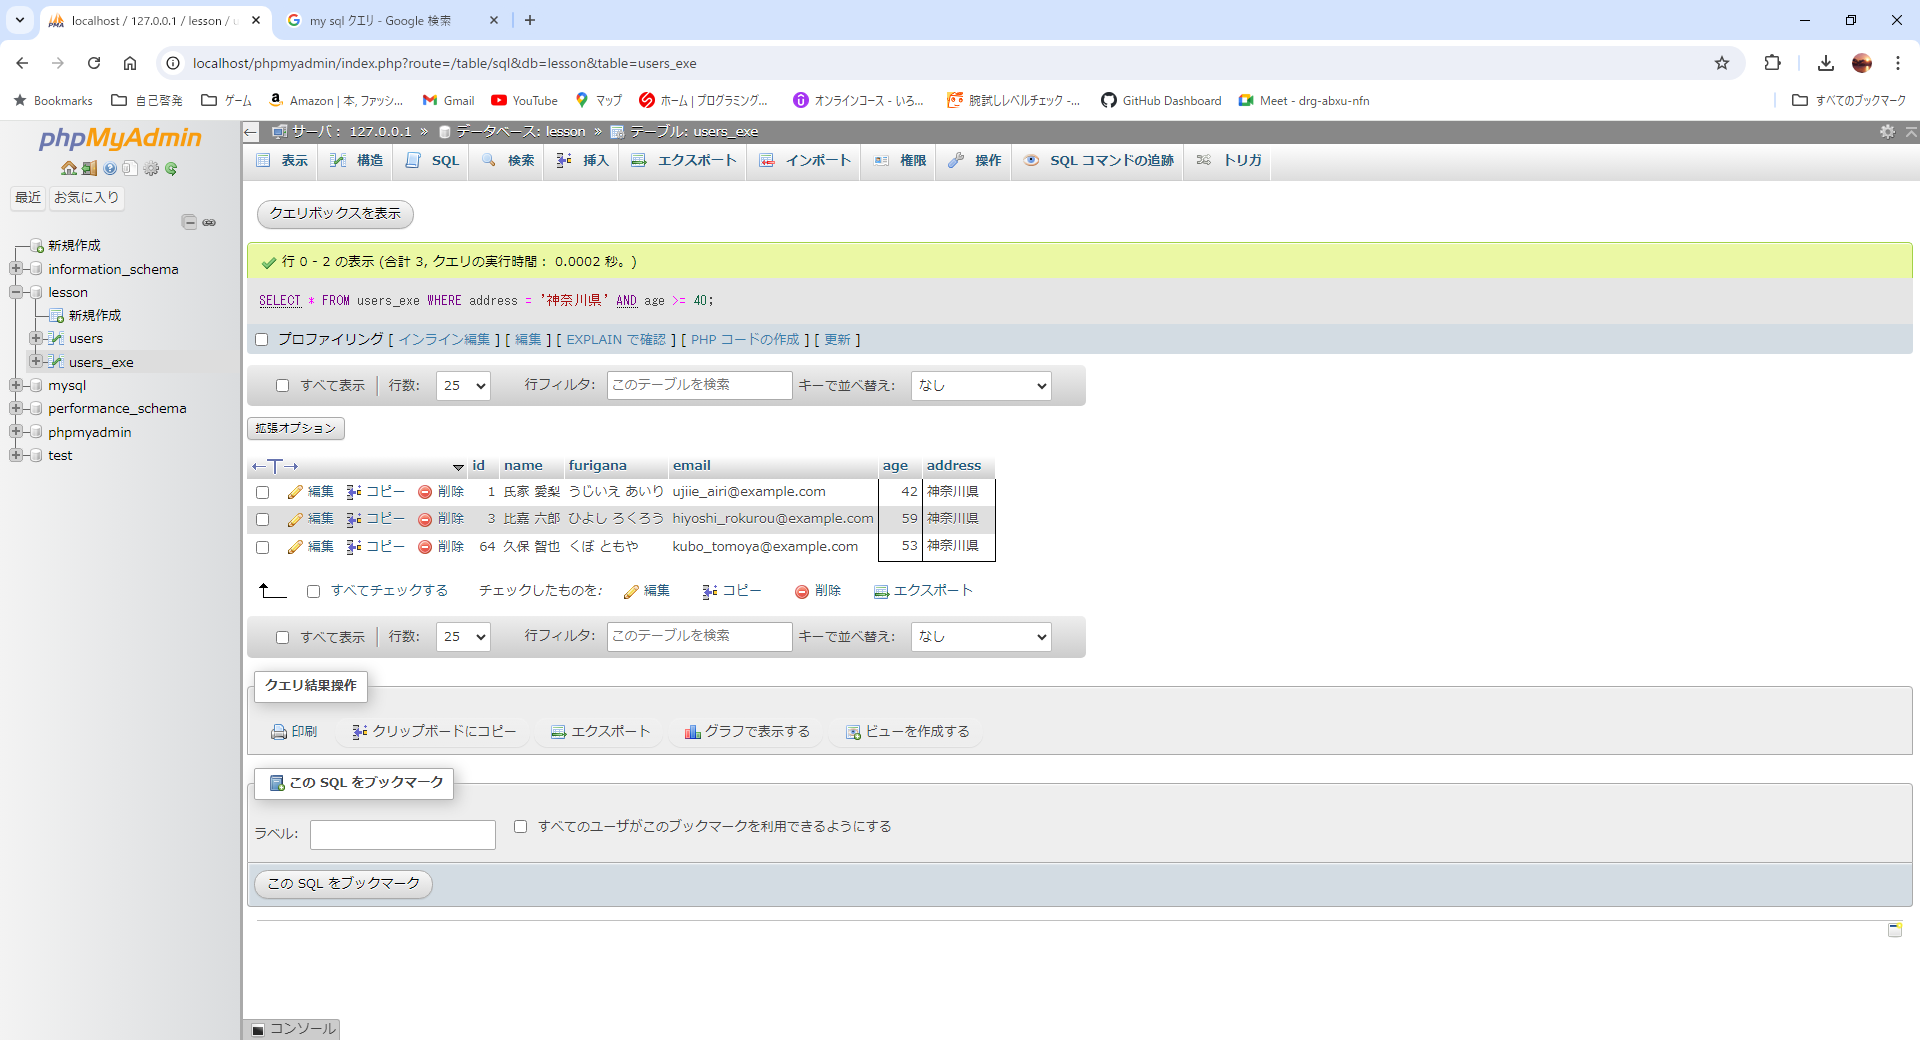 localhost / 127.0.0.1 / lesson / u
my sql クエリ - Google 検索
localhost/phpmyadmin/index.php?route=/table/sql&db=lesson&table=users_exe
Bookmarks
自己啓発
ゲーム
Amazon | 本, ファッシ...
Gmail
YouTube
マップ
ホーム | プログラミング...
オンラインコース - いろ...
腕試しレベルチェック -...
GitHub Dashboard
Meet - drg-abxu-nfn
すべてのブックマーク
phpMyAdmin
最近 お気に入り
新規作成
information_schema
lesson
新規作成
users
users_exe
mysql
performance_schema
phpmyadmin
test
サーバ: 127.0.0.1 » データベース: lesson » テーブル: users_exe
表示 構造 SQL 検索 挿入 エクスポート インポート 権限 操作 SQL コマンドの追跡 トリガ
クエリボックスを表示
行 0 - 2 の表示 (合計 3, クエリの実行時間: 0.0002 秒。)
SELECT * FROM users_exe WHERE address = '神奈川県' AND age >= 40;
プロファイリング [ インライン編集 ] [ 編集 ] [ EXPLAIN で確認 ] [ PHP コードの作成 ] [ 更新 ]
すべて表示 行数: 25 行フィルタ: このテーブルを検索 キーで並べ替え: なし
拡張オプション
id name furigana email age address
編集 コピー 削除 1 氏家 愛梨 うじいえ あいり ujiie_airi@example.com 42 神奈川県
編集 コピー 削除 3 比嘉 六郎 ひよし ろくろう hiyoshi_rokurou@example.com 59 神奈川県
編集 コピー 削除 64 久保 智也 くぼ ともや kubo_tomoya@example.com 53 神奈川県
すべてチェックする チェックしたものを: 編集 コピー 削除 エクスポート
すべて表示 行数: 25 行フィルタ: このテーブルを検索 キーで並べ替え: なし
クエリ結果操作
印刷 クリップボードにコピー エクスポート グラフで表示する ビューを作成する
この SQL をブックマーク
ラベル: すべてのユーザがこのブックマークを利用できるようにする
この SQL をブックマーク
コンソール